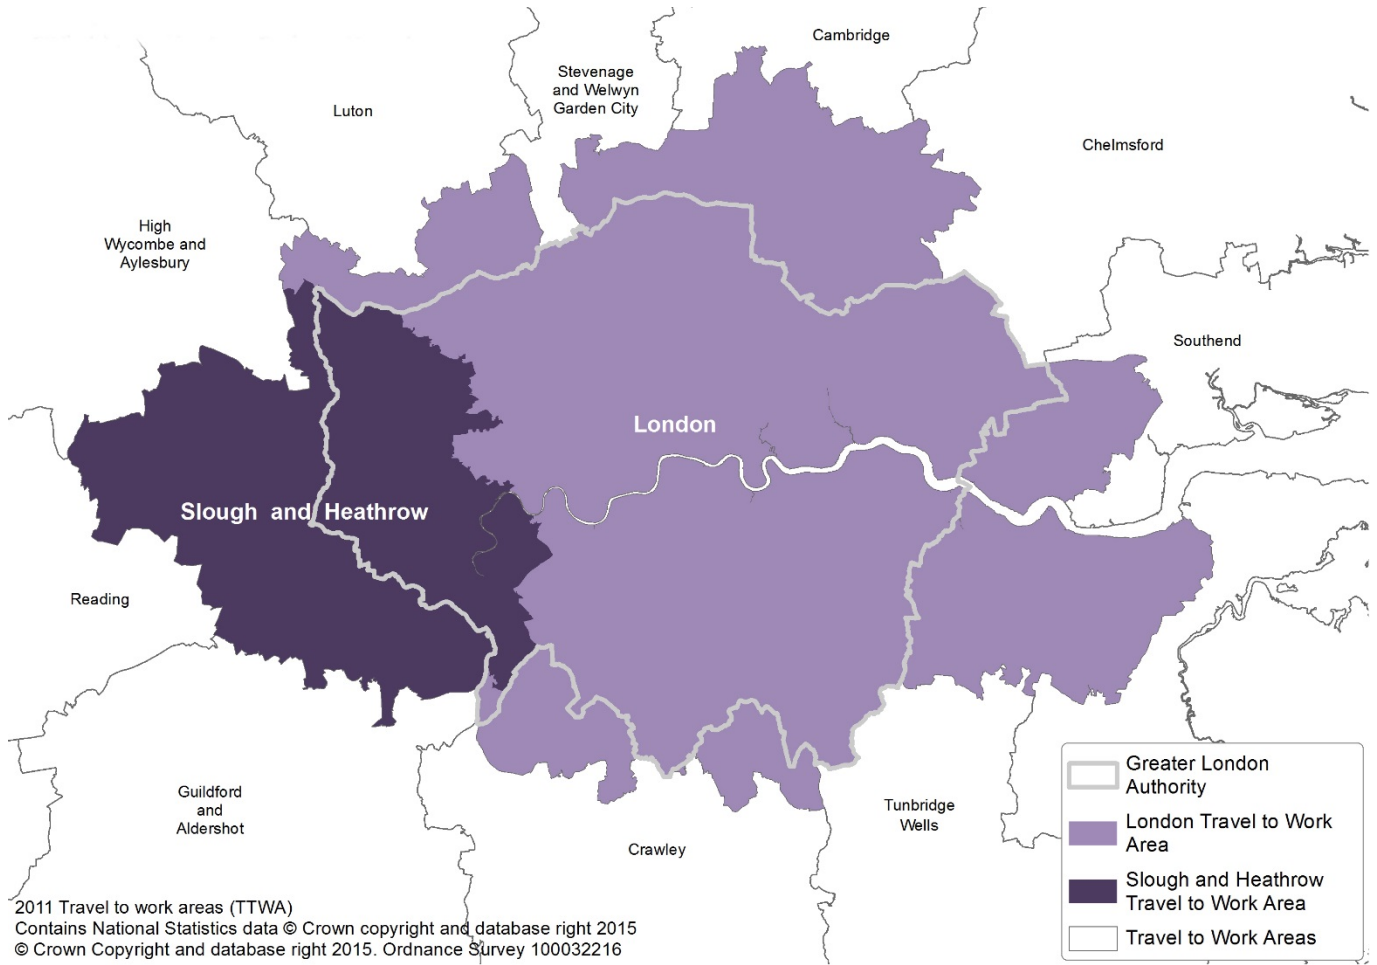 Cambridge
Stevenage
and Welwyn
Garden City
Luton
Chelmsford
High
Wycombe and
Aylesbury
Southend
London
Slough and Heathrow
Reading
Guildford
and
Aldershot
Tunbridge
Wells
Crawley
Greater London
Authority
London Travel to Work
Area
Slough and Heathrow
Travel to Work Area
Travel to Work Areas
2011 Travel to work areas (TTWA)
Contains National Statistics data © Crown copyright and database right 2015
© Crown Copyright and database right 2015. Ordnance Survey 100032216